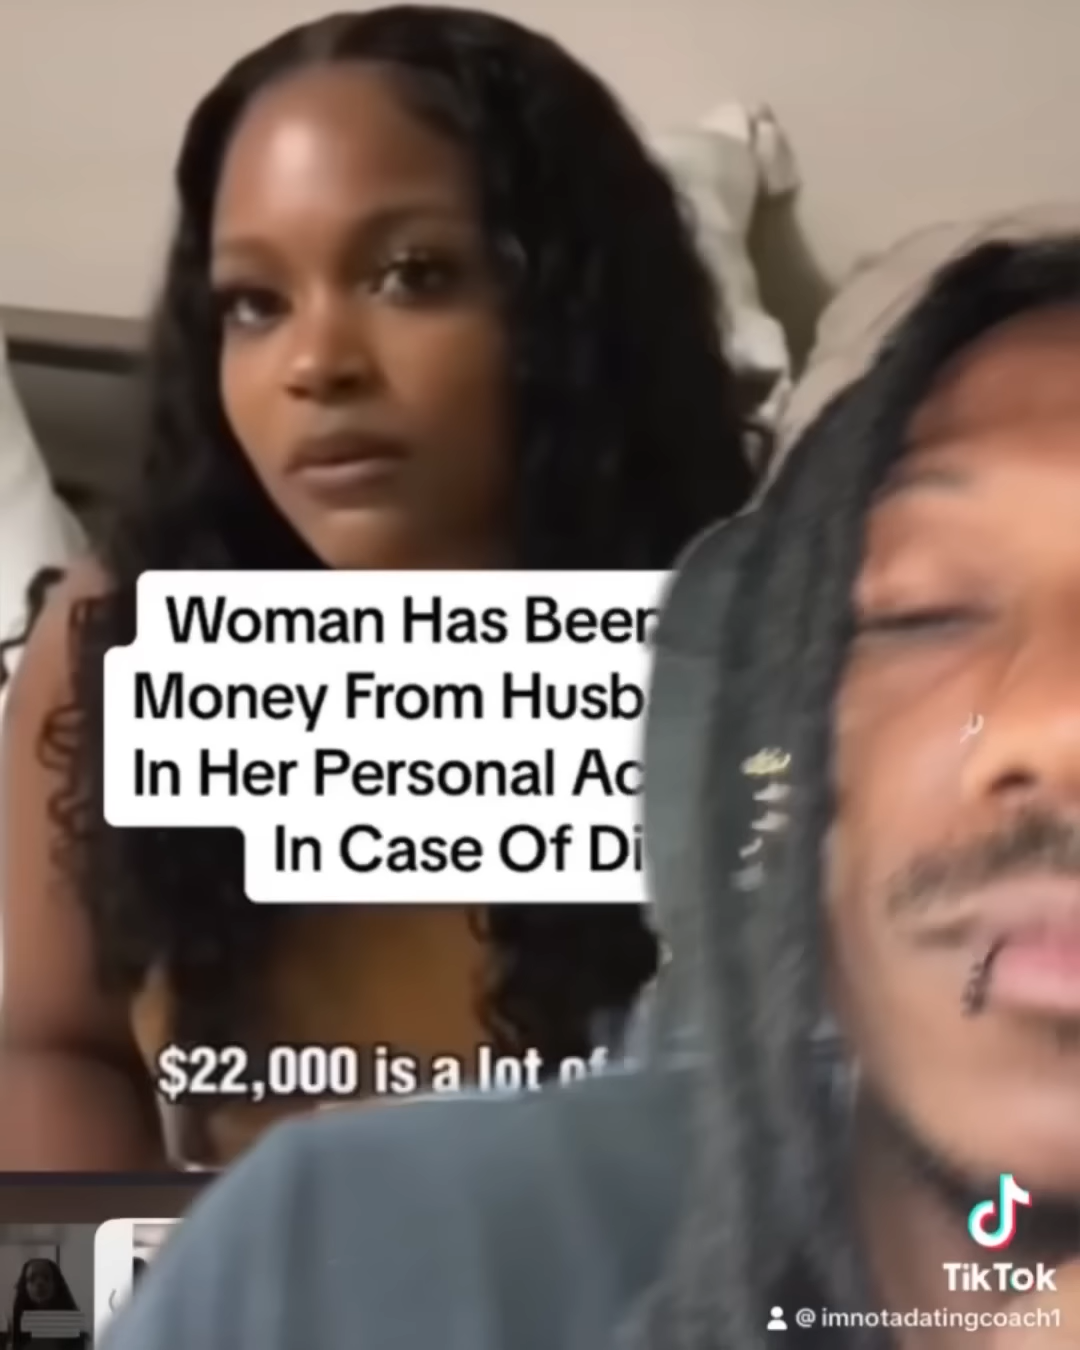 Woman Has Been
Money From Husb
In Her Personal Ac
In Case Of Di
$22,000 is a lot of
TikTok
@imnotadatingcoach1